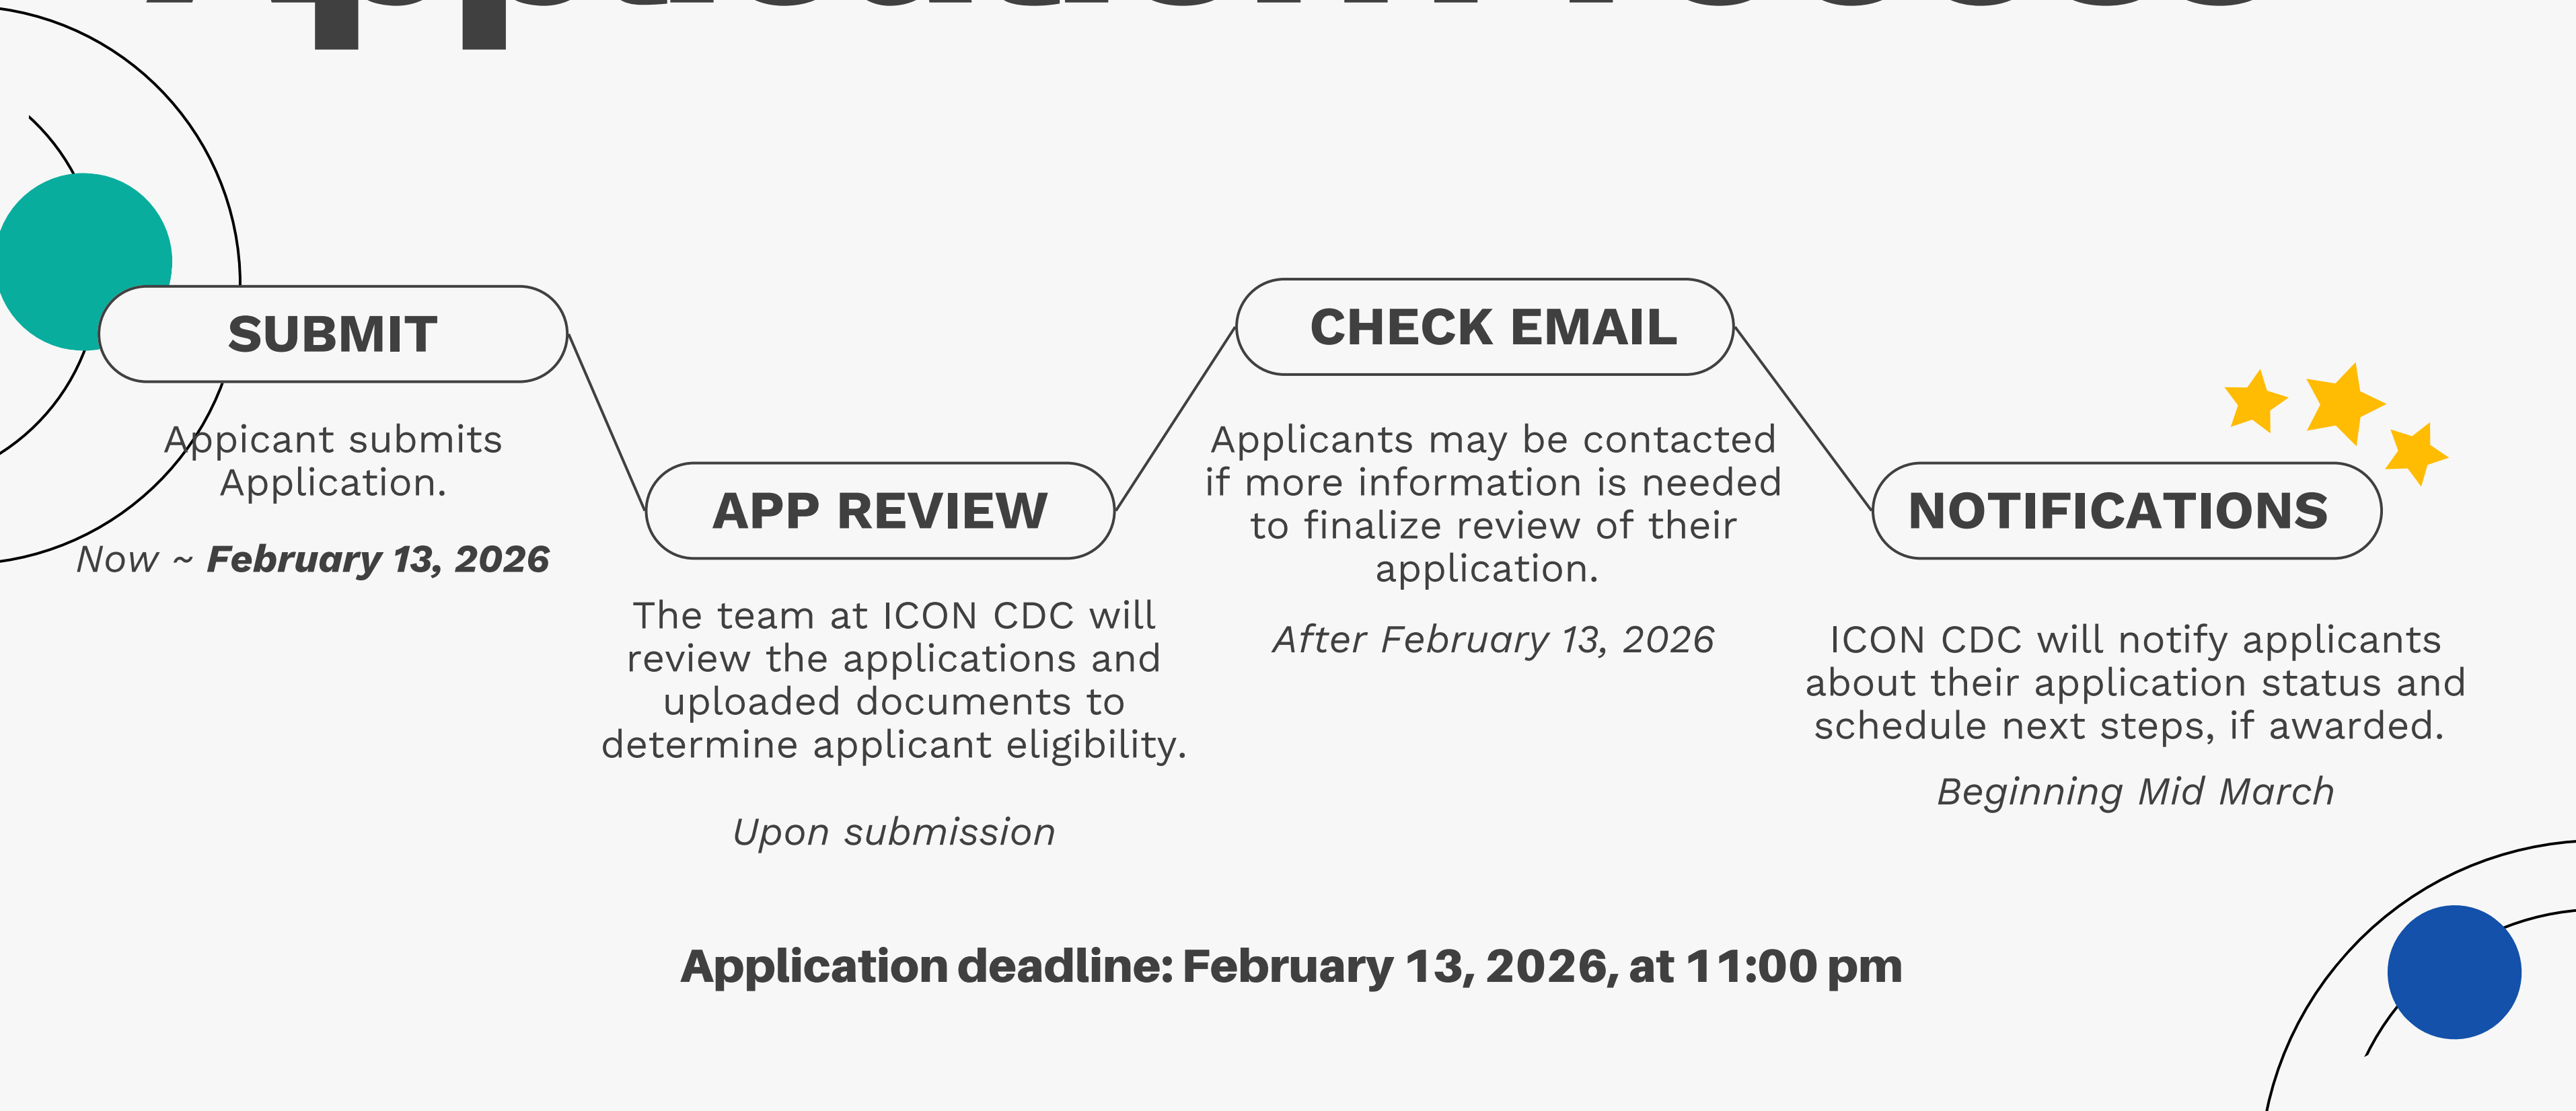 SUBMIT
Appicant submits
Application.
Now ~ February 13, 2026
APP REVIEW
The team at ICON CDC will
review the applications and
uploaded documents to
determine applicant eligibility.
Upon submission
CHECK EMAIL
Applicants may be contacted
if more information is needed
to finalize review of their
application.
After February 13, 2026
NOTIFICATIONS
ICON CDC will notify applicants
about their application status and
schedule next steps, if awarded.
Beginning Mid March
Application deadline: February 13, 2026, at 11:00 pm